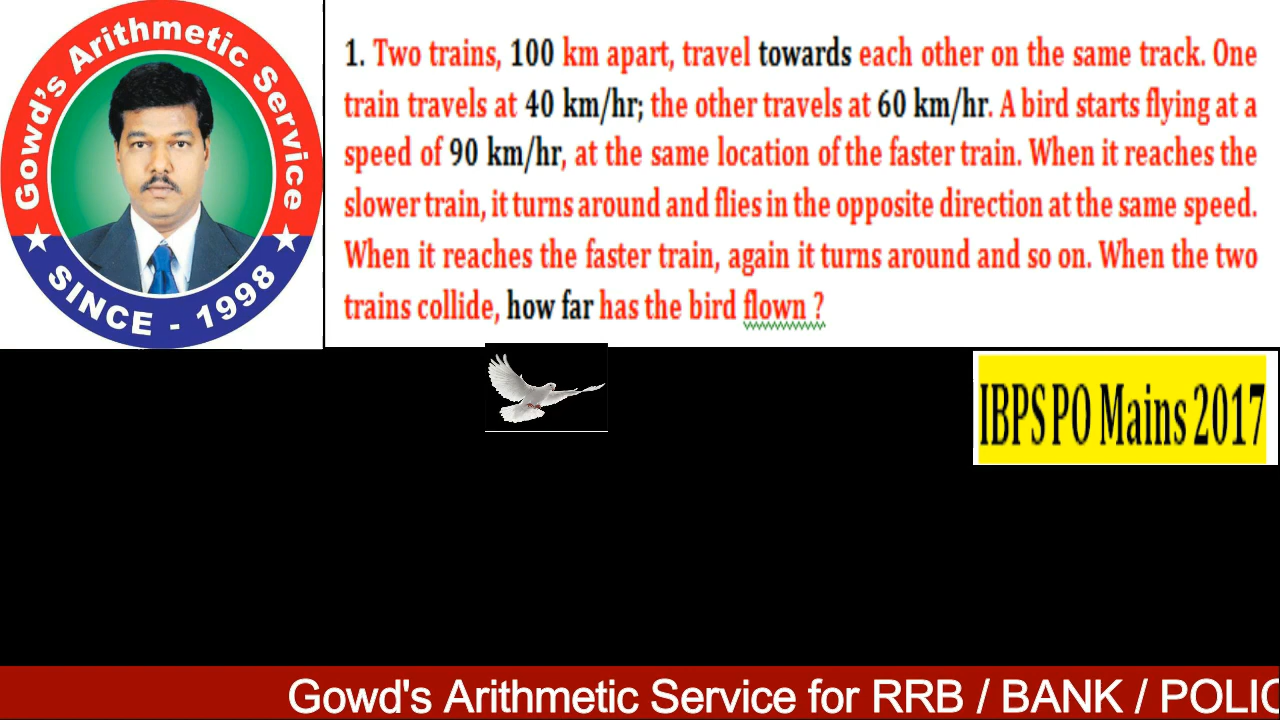 Gowd's Arithmetic Service
SINCE - 1998
1. Two trains, 100 km apart, travel towards each other on the same track. One
train travels at 40 km/hr; the other travels at 60 km/hr. A bird starts flying at a
speed of 90 km/hr, at the same location of the faster train. When it reaches the
slower train, it turns around and flies in the opposite direction at the same speed.
When it reaches the faster train, again it turns around and so on. When the two
trains collide, how far has the bird flown ?
IBPS PO Mains 2017
Gowd's Arithmetic Service for RRB / BANK / POLIC